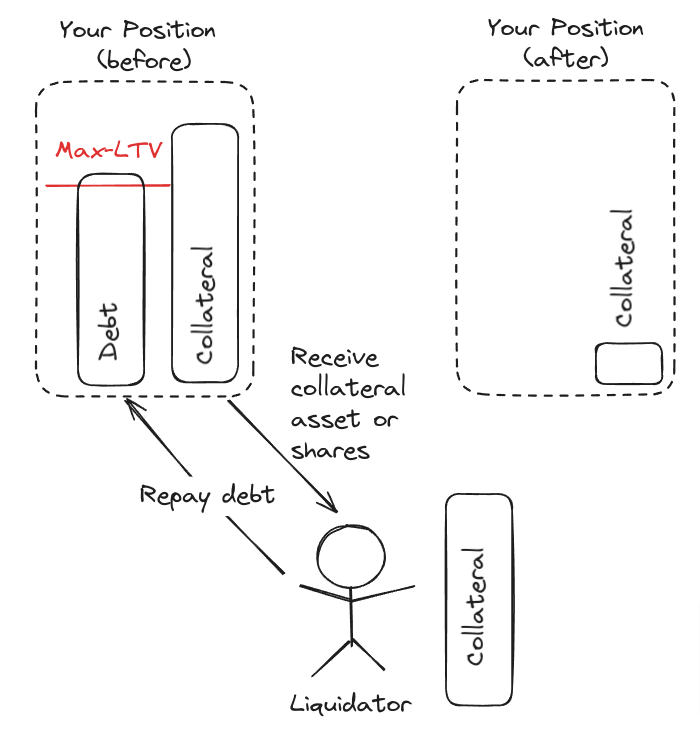 Your Position
(before)
Your Position
(after)
Max-LTV
Debt
Collateral
Collateral
Receive
collateral
asset or
shares
Repay debt
Collateral
Liquidator